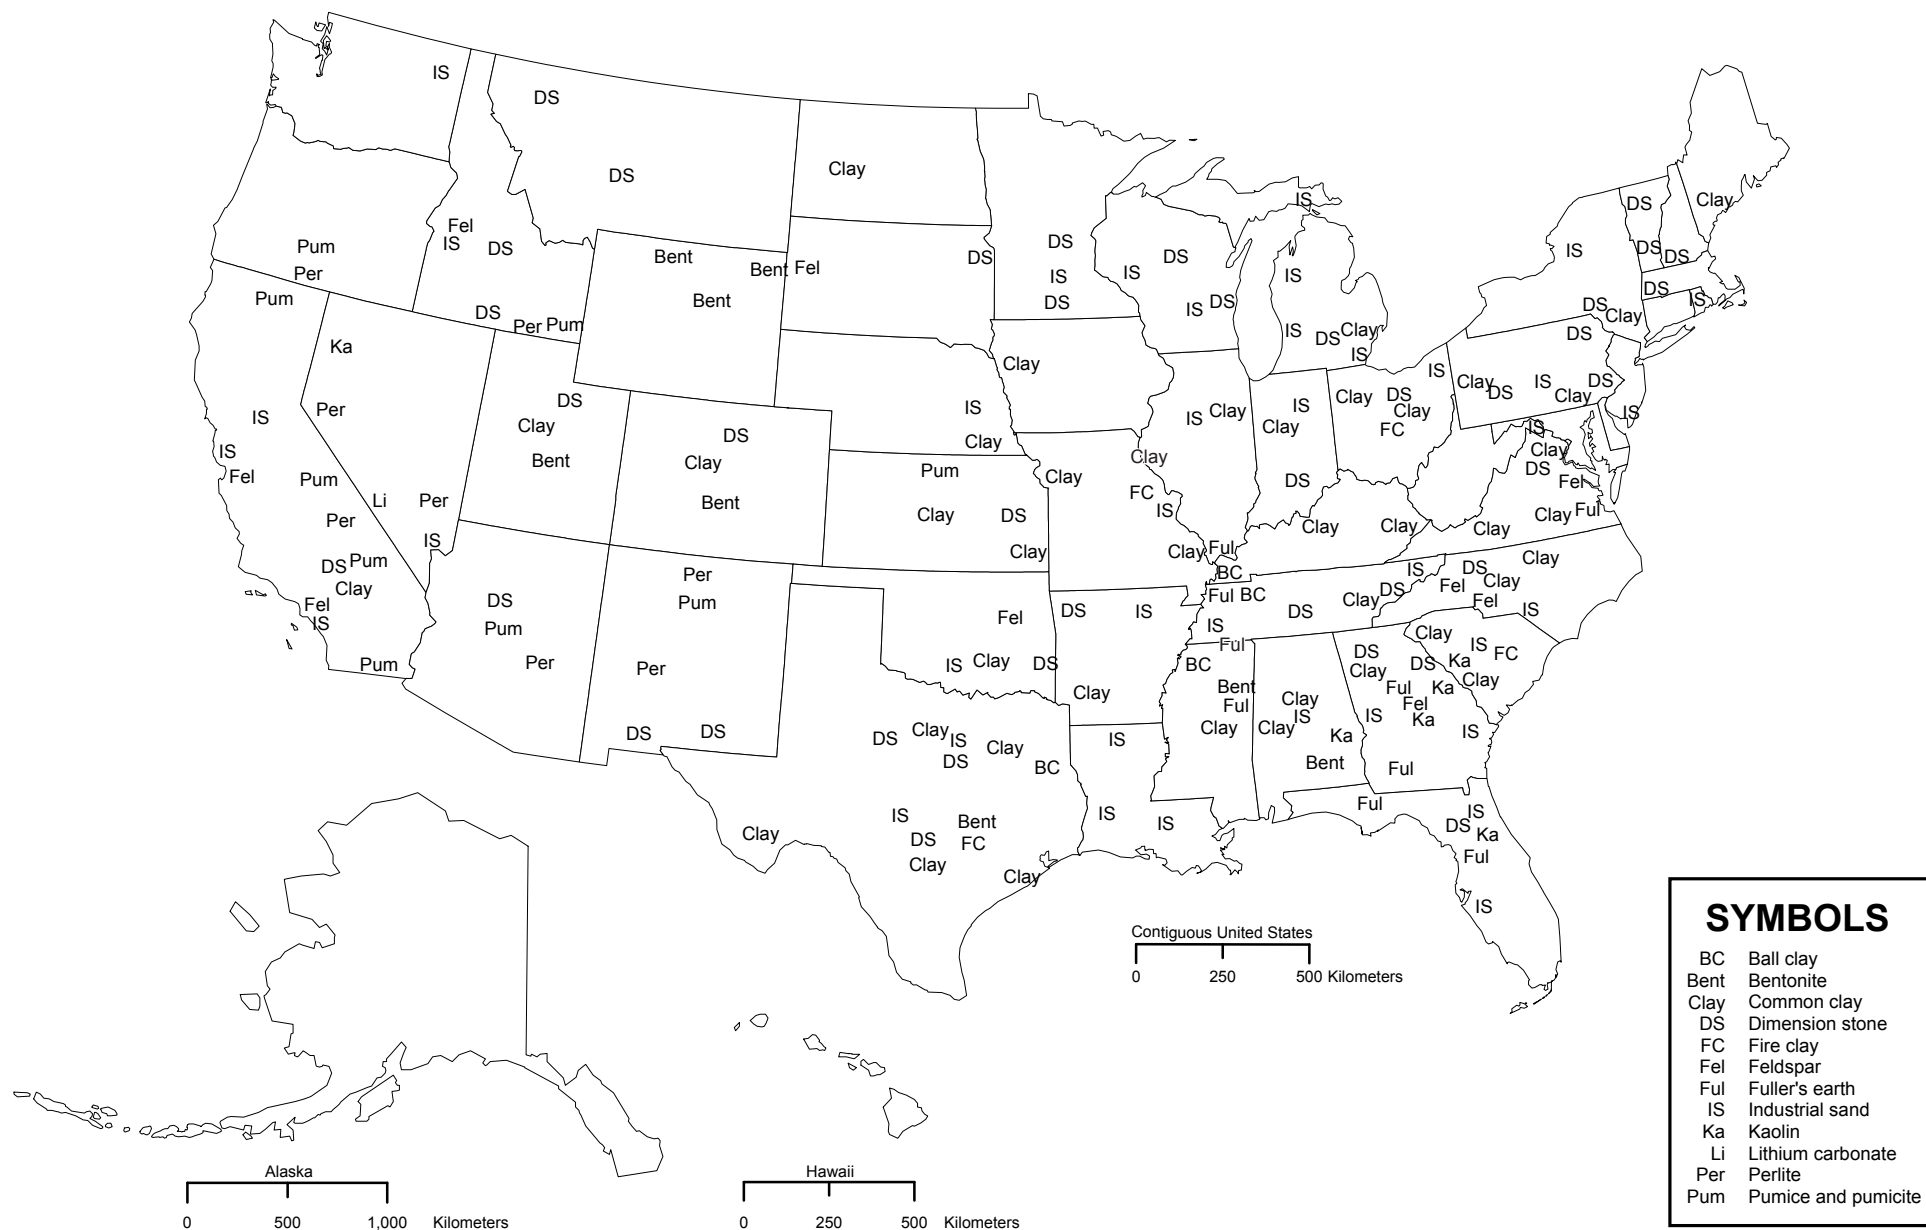 IS
DS
DS
Clay
DS
IS
Clay
Fel
IS
DS
Pum
Per
Bent
Bent
Fel
Bent
DS
DS
IS
DS
IS
DS
IS
DS
IS
IS
DS
Clay
IS
IS
DS
DS
DS
DS
IS
DS
Clay
DS
Pum
DS
Per
Pum
Ka
Per
IS
IS
Fel
Pum
Per
Li
Per
IS
DS
Pum
Clay
Fel
IS
Pum
DS
Clay
Bent
DS
Clay
Bent
Clay
IS
Clay
Pum
Clay
DS
Clay
Clay
Clay
FC
IS
Clay
IS
Clay
IS
Clay
DS
Clay
DS
Clay
FC
IS
Clay
DS
IS
Clay
DS
IS
IS
Clay
DS
Fel
Ful
Clay
Clay
Clay
Clay
Ful
BC
Ful
BC
IS
DS
Clay
DS
IS
DS
Fel
Clay
Fel
Clay
IS
DS
Pum
Per
Per
Pum
Per
DS
DS
Fel
IS
Clay
DS
DS
IS
Clay
Ful
BC
Bent
Ful
Clay
Clay
IS
Clay
Ka
Bent
DS
Clay
DS
Ful
Ka
Fel
Ka
IS
IS
Ful
Clay
IS
FC
Ka
Clay
DS
Clay
IS
DS
Clay
BC
IS
DS
Clay
Bent
FC
Clay
Clay
IS
IS
IS
Ful
IS
DS
Ka
Ful
IS
Contiguous United States
0 250 500 Kilometers
Alaska
0 500 1,000 Kilometers
Hawaii
0 250 500 Kilometers
SYMBOLS
BC Ball clay
Bent Bentonite
Clay Common clay
DS Dimension stone
FC Fire clay
Fel Feldspar
Ful Fuller's earth
IS Industrial sand
Ka Kaolin
Li Lithium carbonate
Per Perlite
Pum Pumice and pumicite